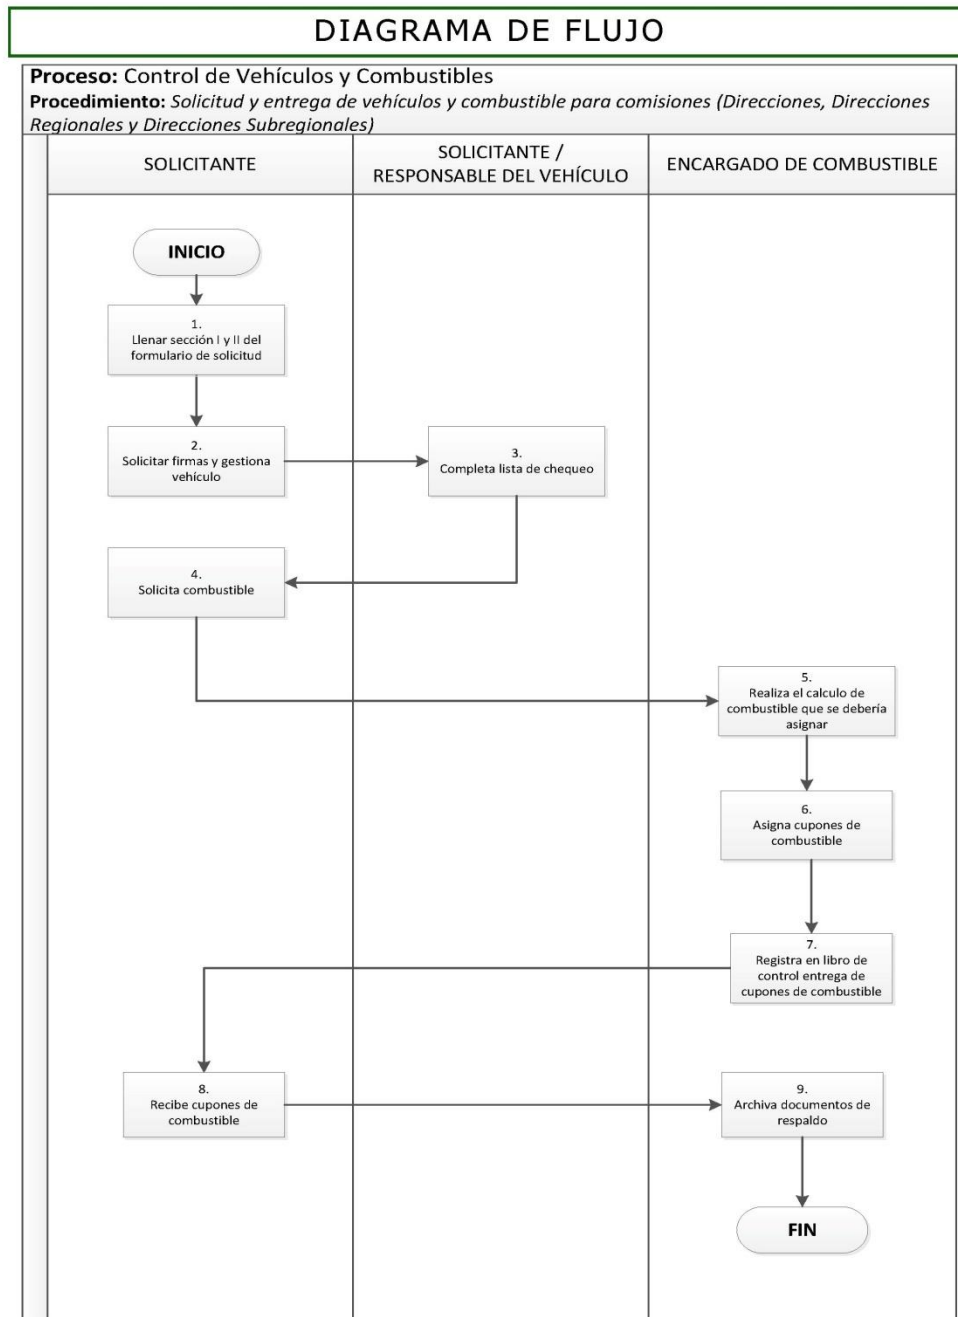 DIAGRAMA DE FLUJO
Proceso: Control de Vehículos y Combustibles
Procedimiento: Solicitud y entrega de vehículos y combustible para comisiones (Direcciones, Direcciones
Regionales y Direcciones Subregionales)
SOLICITANTE
SOLICITANTE /
RESPONSABLE DEL VEHÍCULO
ENCARGADO DE COMBUSTIBLE
INICIO
1.
Llenar sección I y II del
formulario de solicitud
2.
Solicitar firmas y gestiona
vehículo
3.
Completa lista de chequeo
4.
Solicita combustible
5.
Realiza el calculo de
combustible que se debería
asignar
6.
Asigna cupones de
combustible
7.
Registra en libro de
control entrega de
cupones de combustible
8.
Recibe cupones de
combustible
9.
Archiva documentos de
respaldo
FIN